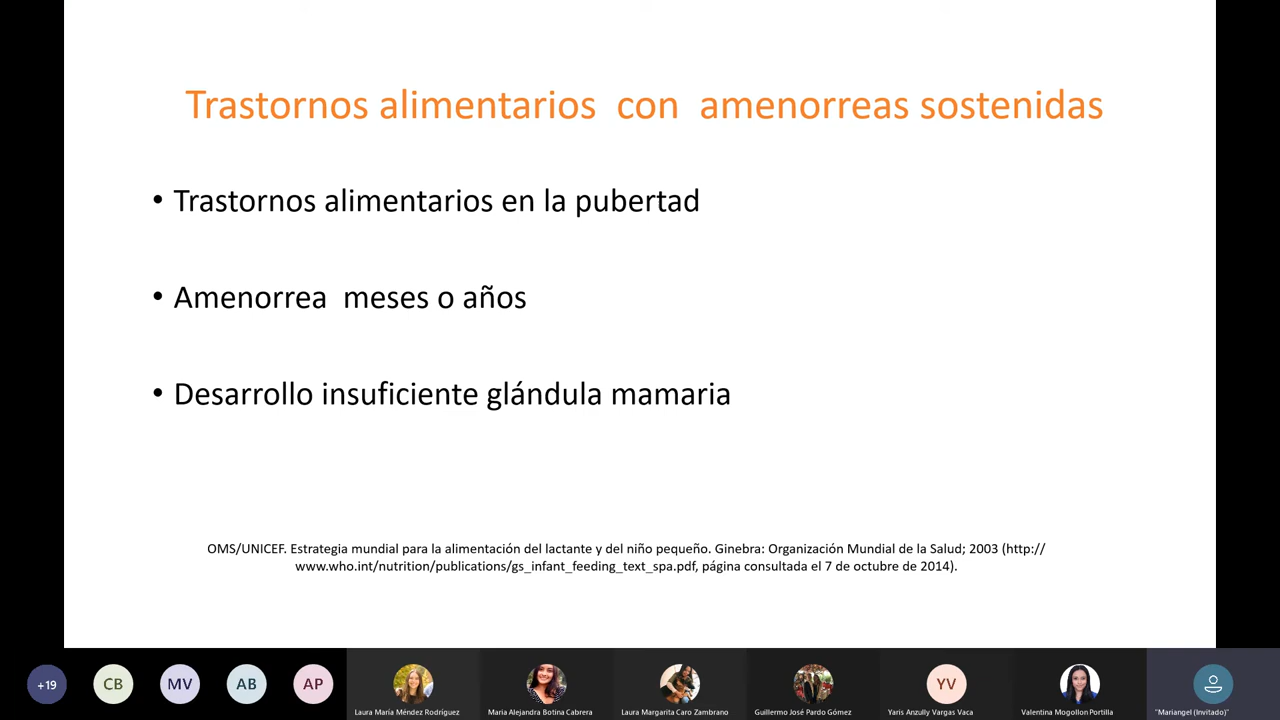 Trastornos alimentarios  con  amenorreas sostenidas
• Trastornos alimentarios en la pubertad
• Amenorrea  meses o años
• Desarrollo insuficiente glándula mamaria
OMS/UNICEF. Estrategia mundial para la alimentación del lactante y del niño pequeño. Ginebra: Organización Mundial de la Salud; 2003 (http://
www.who.int/nutrition/publications/gs_infant_feeding_text_spa.pdf, página consultada el 7 de octubre de 2014).
+19 CB MV AB AP YV
Laura María Méndez Rodríguez Maria Alejandra Botina Cabrera Laura Margarita Caro Zambrano Guillermo José Pardo Gómez Yaris Anzully Vargas Vaca Valentina Mogollon Portilla "Mariangel (Invitado)"